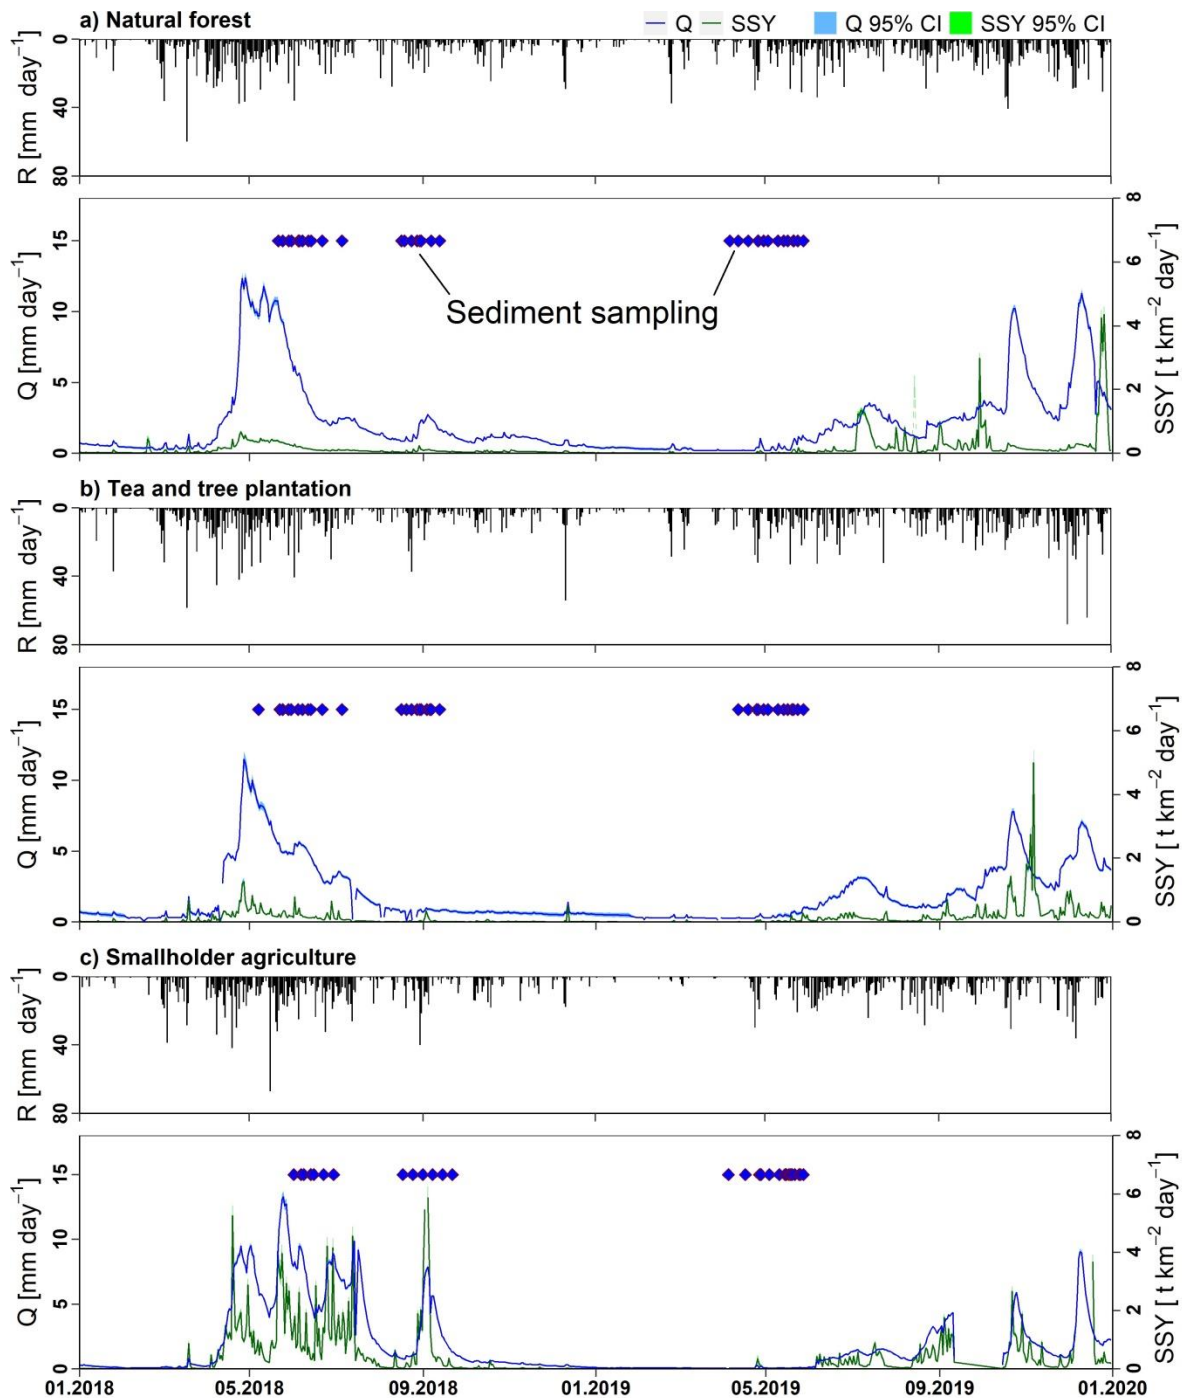 a) Natural forest
Q SSY Q 95% CI SSY 95% CI
R [mm day⁻¹]
0
40
80
Q [mm day⁻¹]
15
10
5
0
SSY [ t km⁻² day⁻¹]
8
6
4
2
0
Sediment sampling
b) Tea and tree plantation
R [mm day⁻¹]
0
40
80
Q [mm day⁻¹]
15
10
5
0
SSY [ t km⁻² day⁻¹]
8
6
4
2
0
c) Smallholder agriculture
R [mm day⁻¹]
0
40
80
Q [mm day⁻¹]
15
10
5
0
SSY [ t km⁻² day⁻¹]
8
6
4
2
0
01.2018 05.2018 09.2018 01.2019 05.2019 09.2019 01.2020